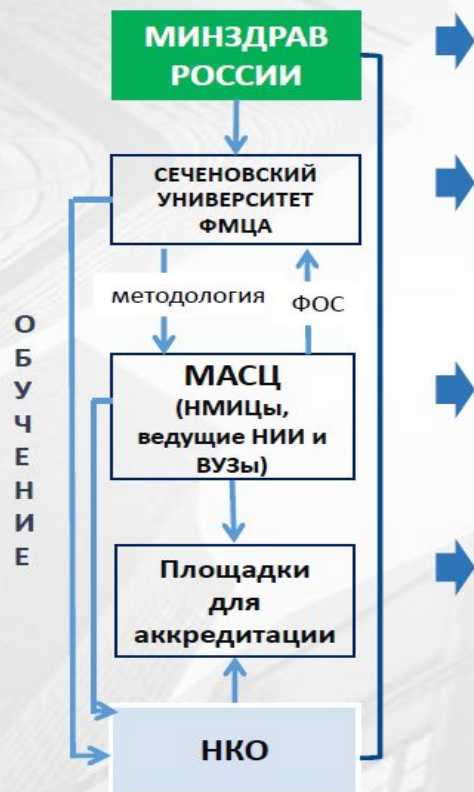 МИНЗДРАВ
РОССИИ
СЕЧЕНОВСКИЙ
УНИВЕРСИТЕТ
ФМЦА
методология
ФОС
МАСЦ
(НМИЦы,
ведущие НИИ и
ВУЗы)
О
Б
У
Ч
Е
Н
И
Е
Площадки
для
аккредитации
НКО